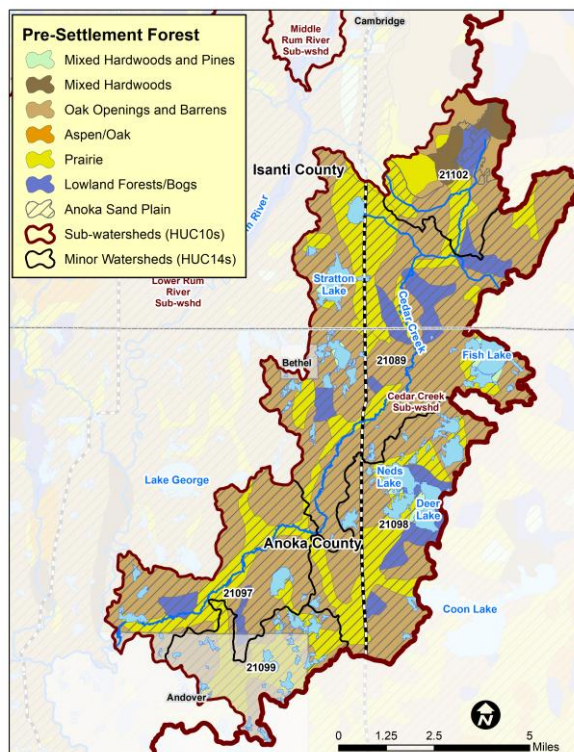 Pre-Settlement Forest
Mixed Hardwoods and Pines
Mixed Hardwoods
Oak Openings and Barrens
Aspen/Oak
Prairie
Lowland Forests/Bogs
Anoka Sand Plain
Sub-watersheds (HUC10s)
Minor Watersheds (HUC14s)
Middle
Rum River
Sub-wshd
Cambridge
Isanti County
21102
River
Lower Rum
River
Sub-wshd
Stratton
Lake
Cedar Creek
Fish Lake
Bethel
21089
Cedar Creek
Sub-wshd
Lake George
Neds
Lake
Deer
Lake
21098
Anoka County
21097
Coon Lake
21099
Andover
N
0 1.25 2.5 5
Miles